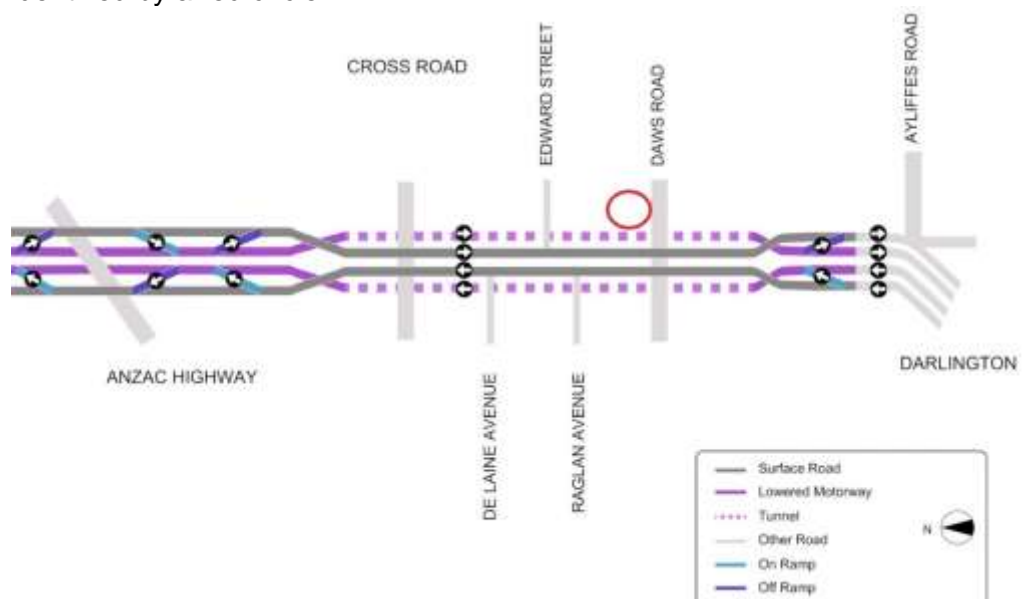 CROSS ROAD
EDWARD STREET
DAWS ROAD
AYLIFFES ROAD
ANZAC HIGHWAY
DE LAINE AVENUE
RAGLAN AVENUE
DARLINGTON
Surface Road
Lowered Motorway
Tunnel
Other Road
On Ramp
Off Ramp
N